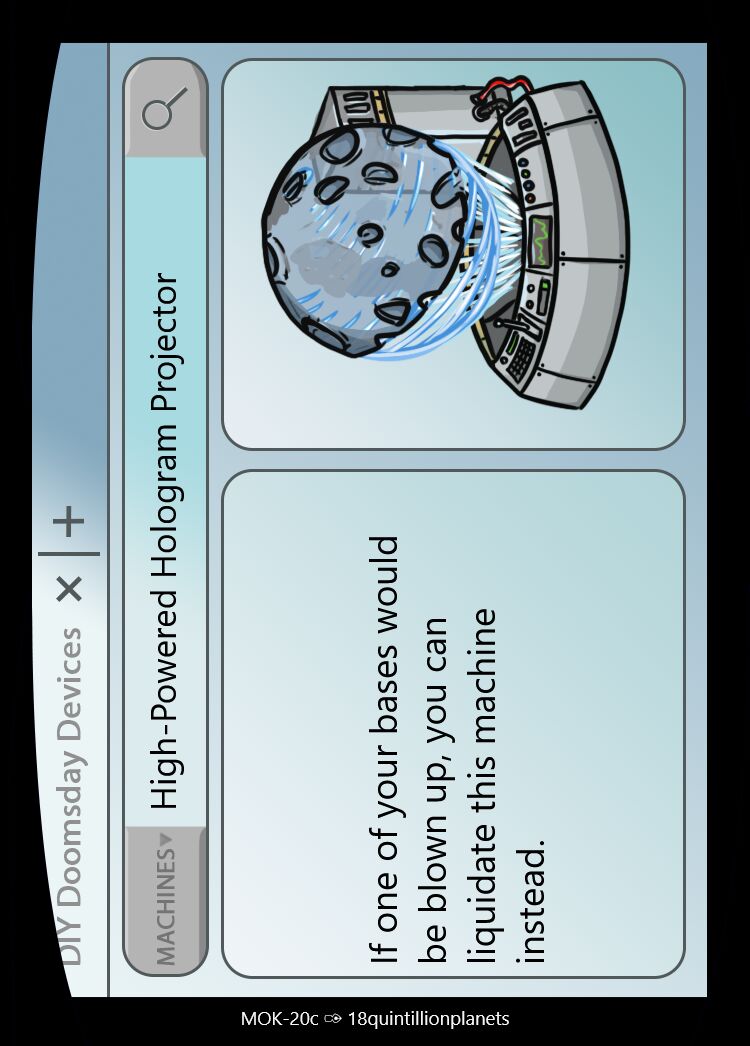 DIY Doomsday Devices × | +
MACHINES▾ High-Powered Hologram Projector
If one of your bases would
be blown up, you can
liquidate this machine
instead.
MOK-20c ✑ 18quintillionplanets